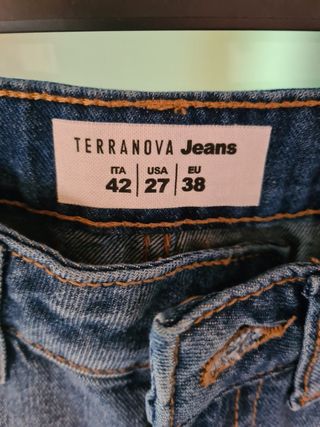 TERRANOVA Jeans
ITA USA EU
42 27 38